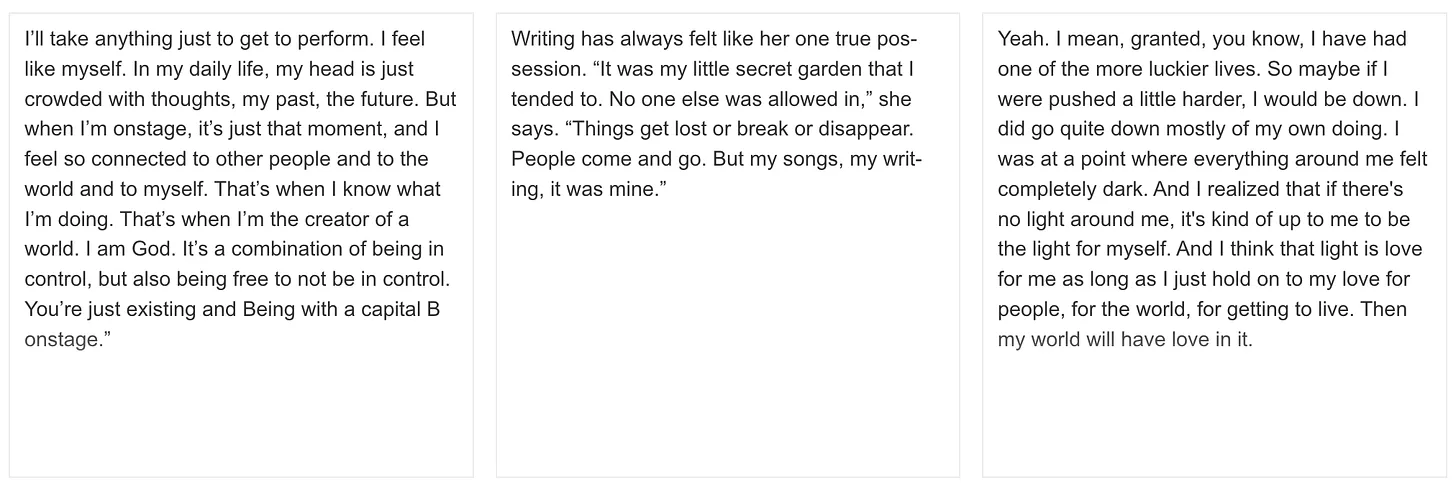 I’ll take anything just to get to perform. I feel
like myself. In my daily life, my head is just
crowded with thoughts, my past, the future. But
when I’m onstage, it’s just that moment, and I
feel so connected to other people and to the
world and to myself. That’s when I know what
I’m doing. That’s when I’m the creator of a
world. I am God. It’s a combination of being in
control, but also being free to not be in control.
You’re just existing and Being with a capital B
onstage.”
Writing has always felt like her one true pos-
session. “It was my little secret garden that I
tended to. No one else was allowed in,” she
says. “Things get lost or break or disappear.
People come and go. But my songs, my writ-
ing, it was mine.”
Yeah. I mean, granted, you know, I have had
one of the more luckier lives. So maybe if I
were pushed a little harder, I would be down. I
did go quite down mostly of my own doing. I
was at a point where everything around me felt
completely dark. And I realized that if there's
no light around me, it's kind of up to me to be
the light for myself. And I think that light is love
for me as long as I just hold on to my love for
people, for the world, for getting to live. Then
my world will have love in it.